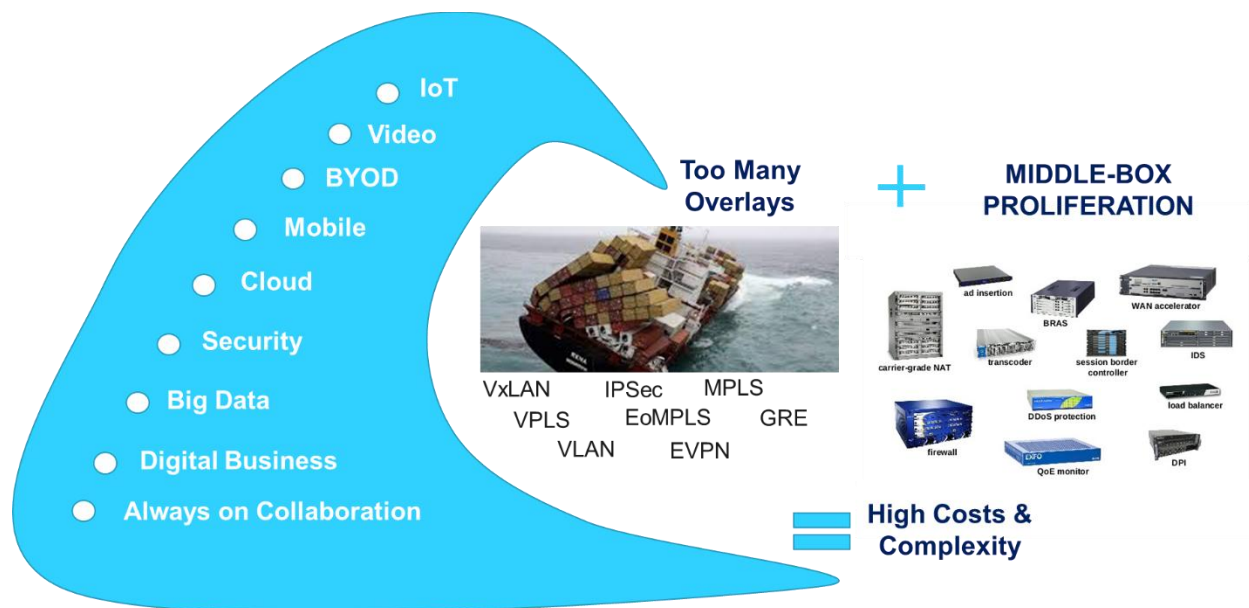 IoT
Video
BYOD
Mobile
Cloud
Security
Big Data
Digital Business
Always on Collaboration
Too Many
Overlays
+
MIDDLE-BOX
PROLIFERATION
RENA
VxLAN IPSec MPLS
VPLS EoMPLS GRE
VLAN EVPN
ad insertion
BRAS
WAN accelerator
carrier-grade NAT
transcoder
session border
controller
IDS
firewall
DDoS protection
load balancer
EXFO
QoE monitor
DPI
=
High Costs &
Complexity